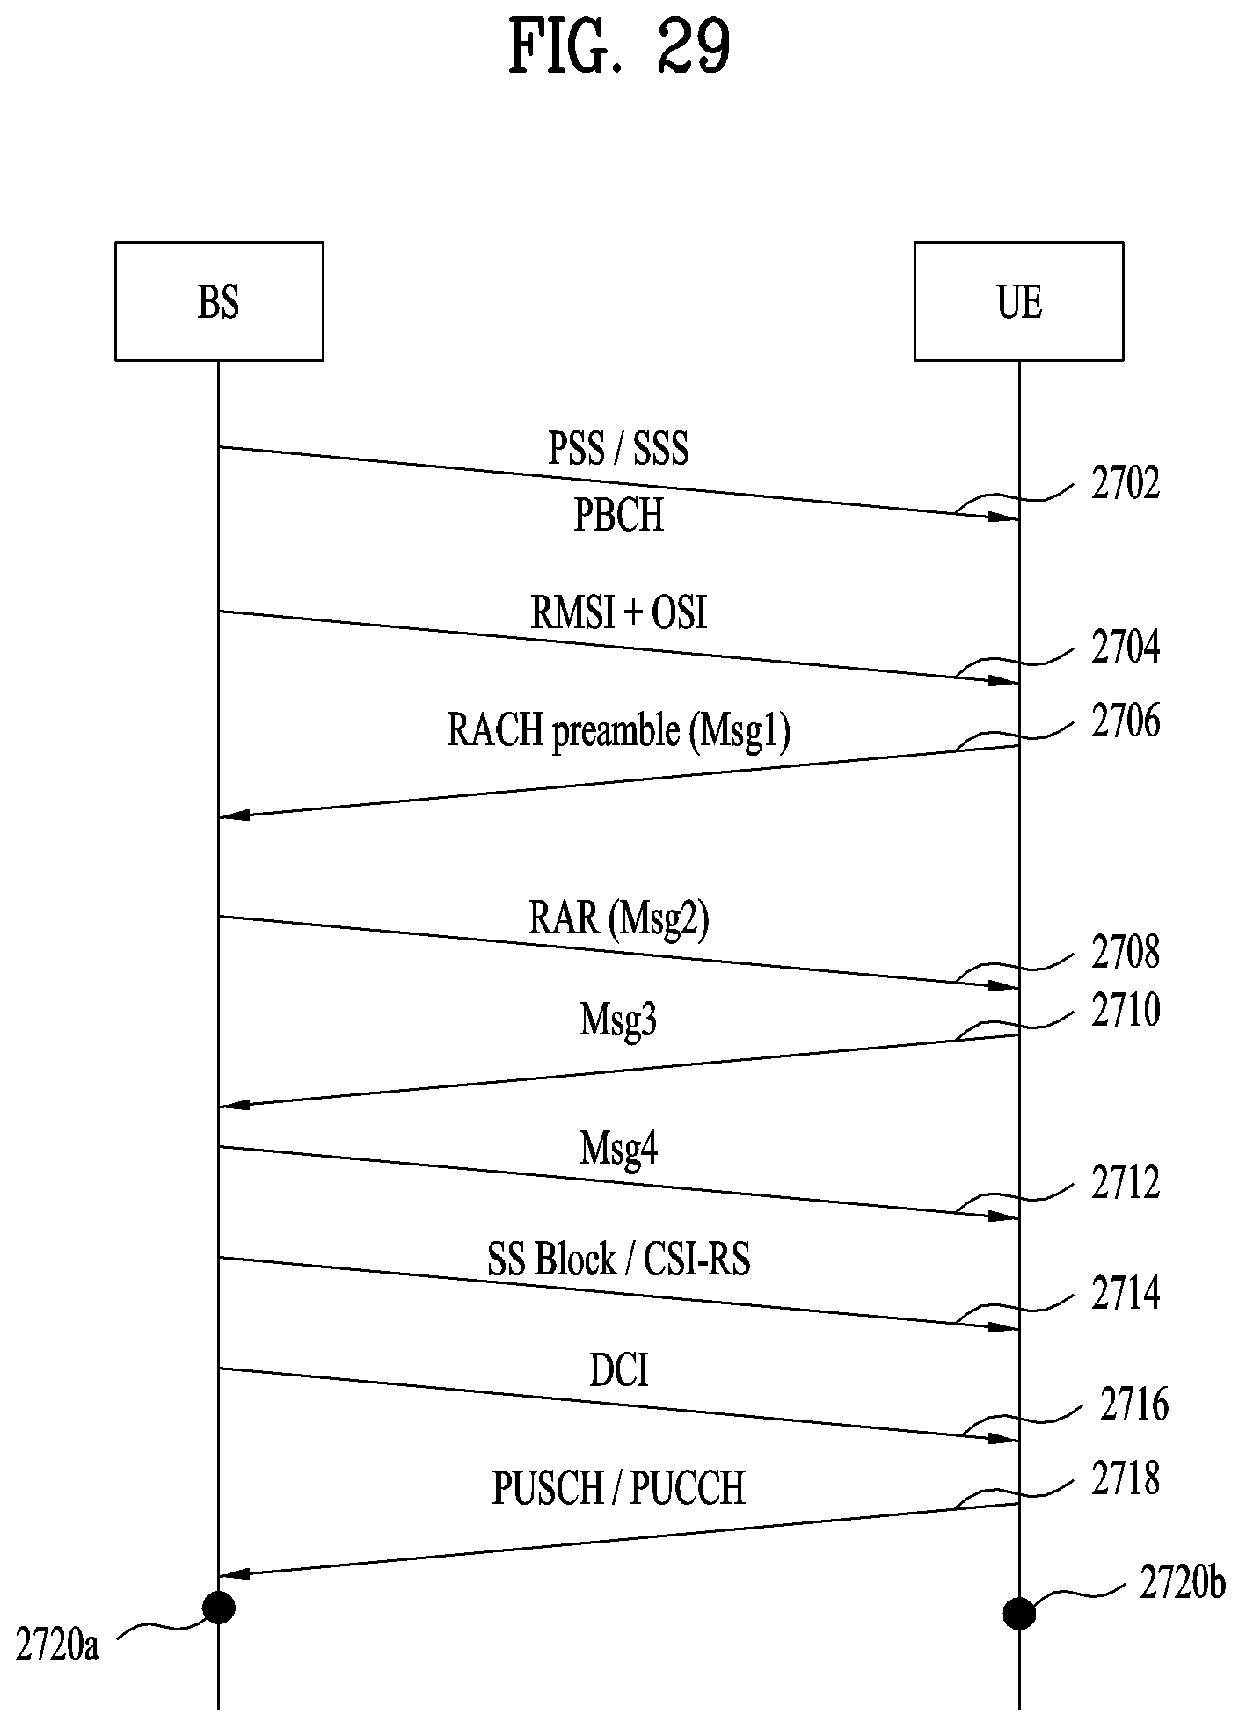 FIG. 29
BS
UE
PSS / SSS
2702
PBCH
RMSI + OSI
2704
RACH preamble (Msg1)
2706
RAR (Msg2)
2708
Msg3
2710
Msg4
2712
SS Block / CSI-RS
2714
DCI
2716
PUSCH / PUCCH
2718
2720b
2720a